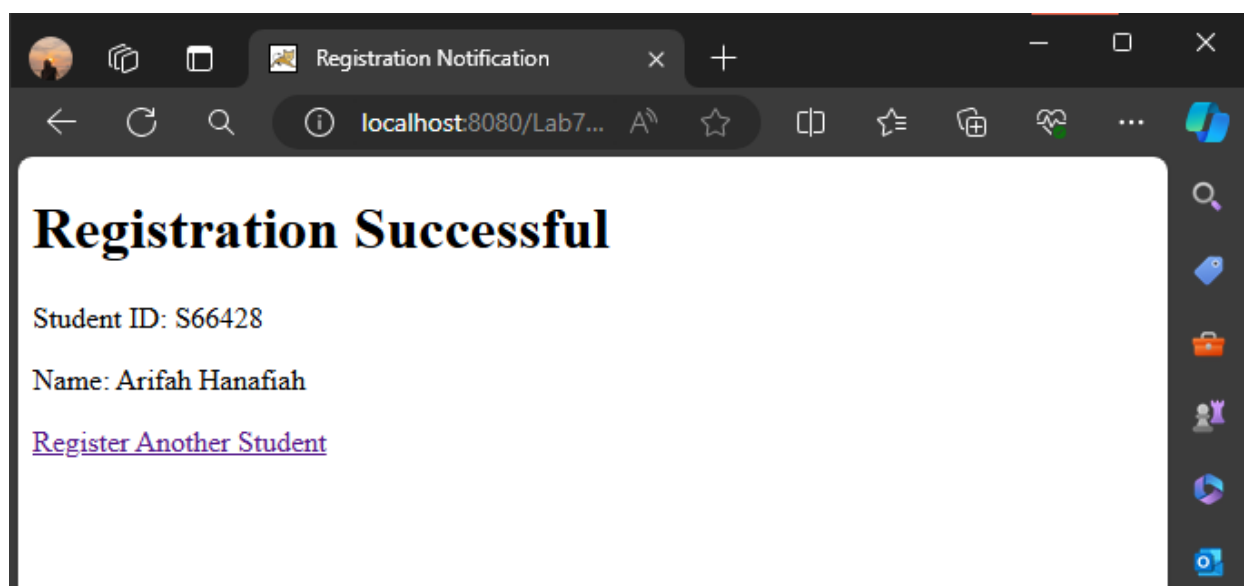 Registration Notification
localhost:8080/Lab7...
Registration Successful
Student ID: S66428
Name: Arifah Hanafiah
Register Another Student